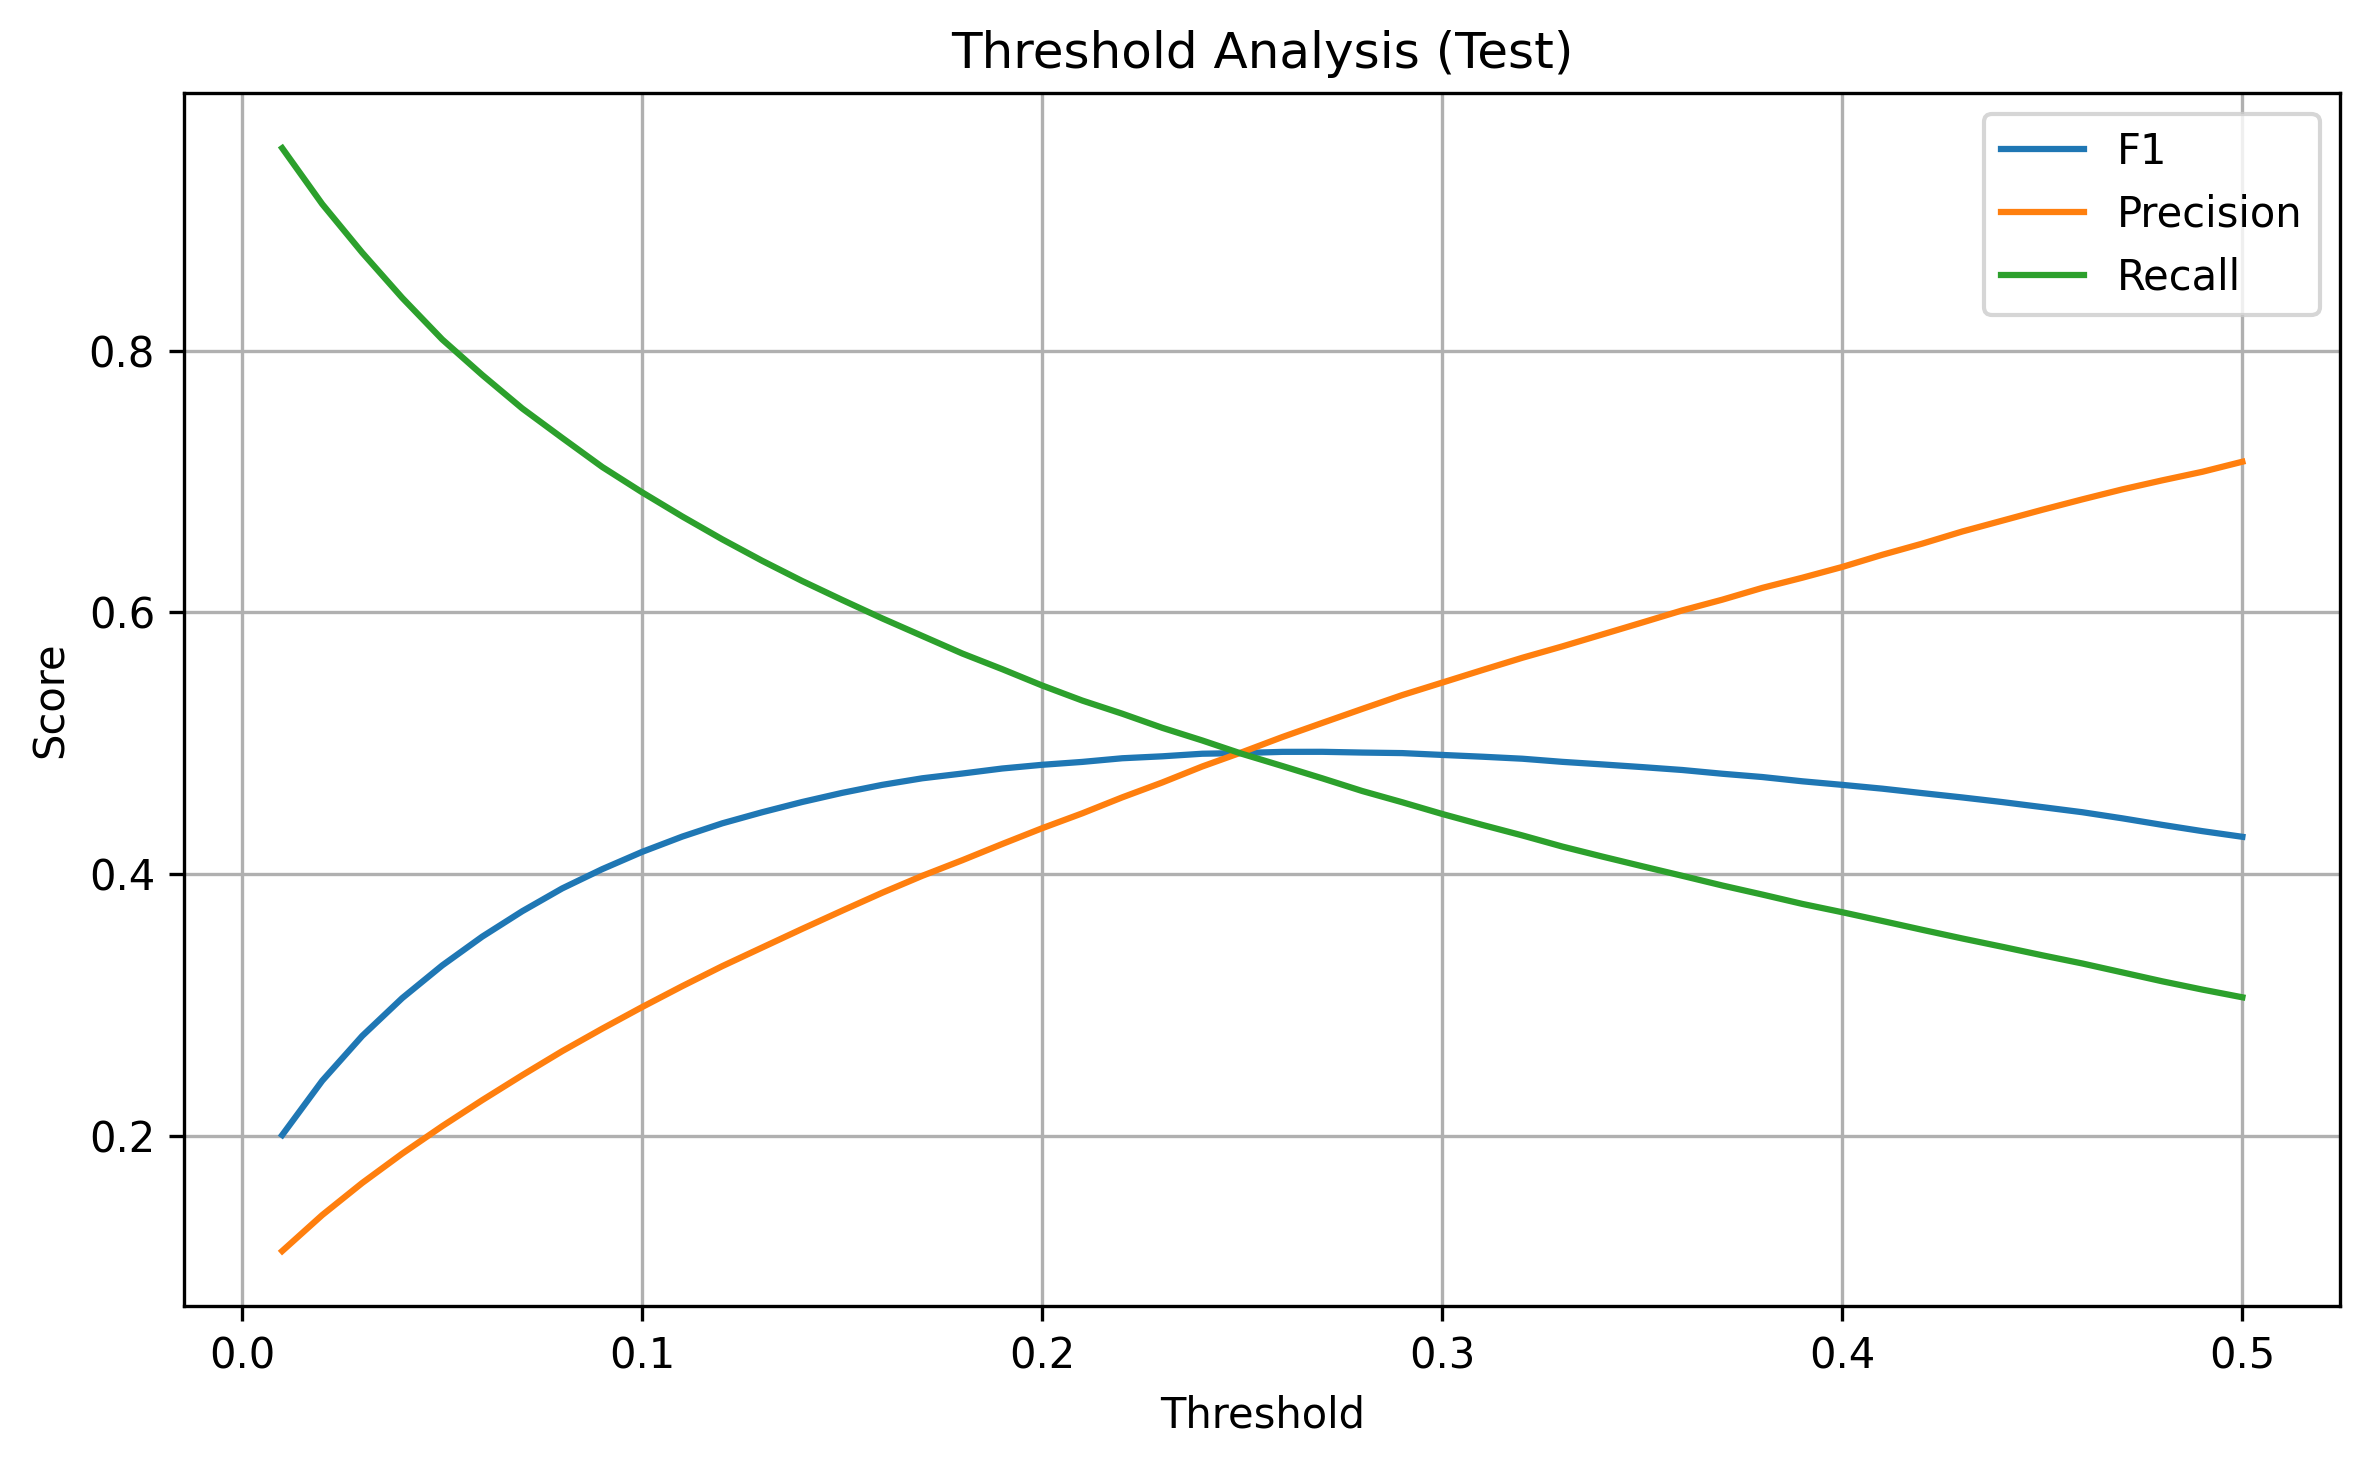 Threshold Analysis (Test)
F1
Precision
Recall
Score
0.8
0.6
0.4
0.2
0.0 0.1 0.2 0.3 0.4 0.5
Threshold